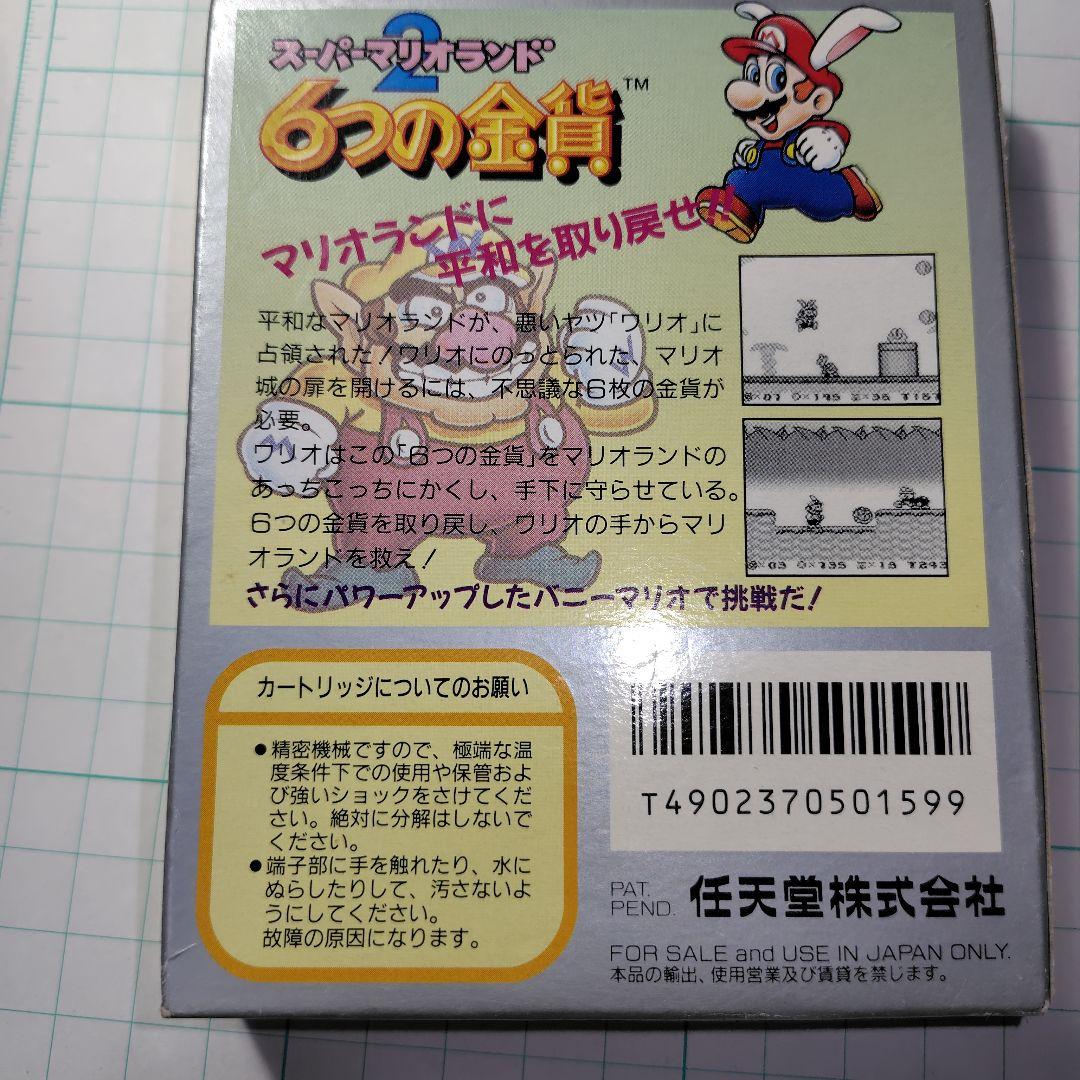 スーパーマリオランド
2
6つの金貨™
マリオランドに
平和を取り戻せ!!
平和なマリオランドが、悪いヤツ「ワリオ」に
占領された!ワリオにのっとられた、マリオ
城の扉を開けるには、不思議な6枚の金貨が
必要。
ワリオはこの「6つの金貨」をマリオランドの
あっちこっちにかくし、手下に守らせている。
6つの金貨を取り戻し、ワリオの手からマリ
オランドを救え!
さらにパワーアップしたバニーマリオで挑戦だ!
カートリッジについてのお願い
●精密機械ですので、極端な温
度条件下での使用や保管およ
び強いショックをさけてくだ
さい。絶対に分解はしないで
ください。
●端子部に手を触れたり、水に
ぬらしたりして、汚さないよ
うにしてください。
故障の原因になります。
T4902370501599
PAT.
PEND.
任天堂株式会社
FOR SALE and USE IN JAPAN ONLY.
本品の輸出、使用営業及び賃貸を禁じます。